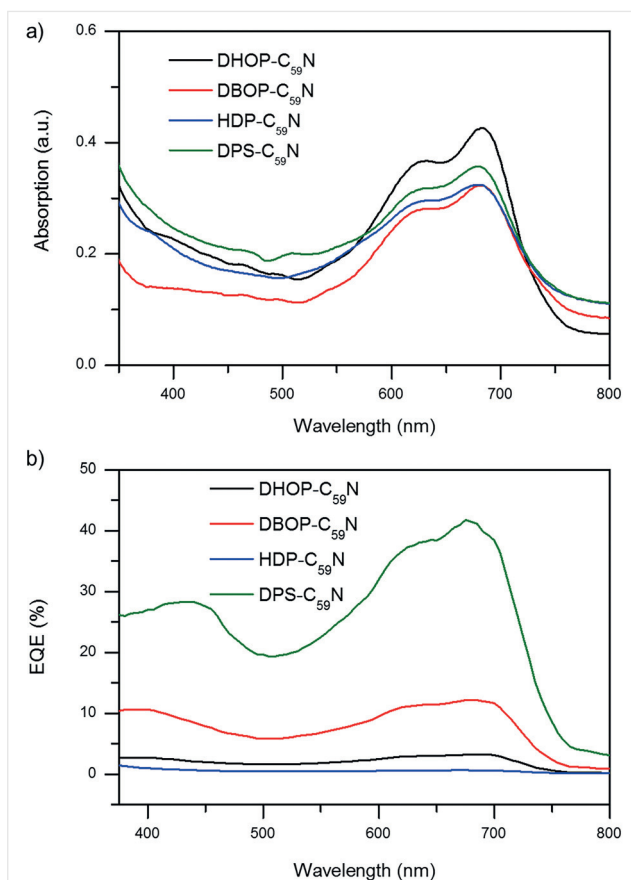 a)
0.6
0.4
0.2
0.0
Absorption (a.u.)
DHOP-C₅₉N
DBOP-C₅₉N
HDP-C₅₉N
DPS-C₅₉N
400 500 600 700 800
Wavelength (nm)
b)
50
40
30
20
10
0
EQE (%)
DHOP-C₅₉N
DBOP-C₅₉N
HDP-C₅₉N
DPS-C₅₉N
400 500 600 700 800
Wavelength (nm)